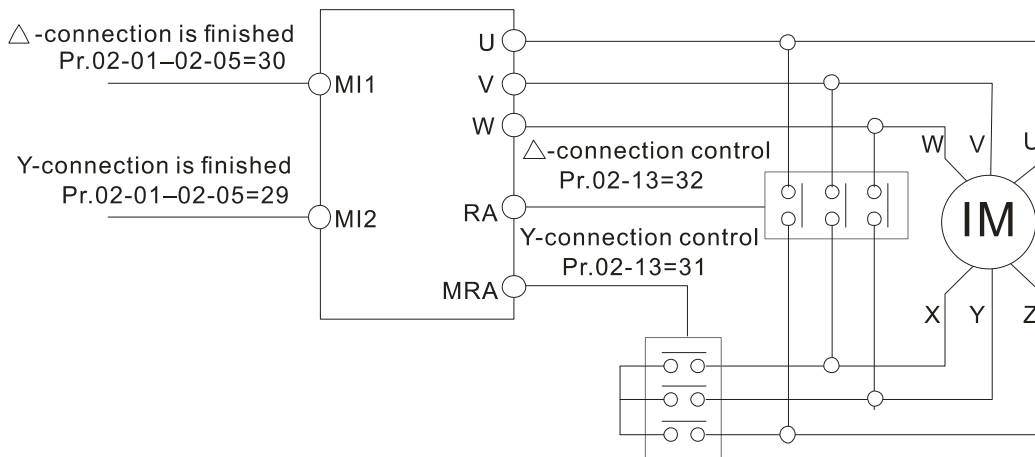 △-connection is finished
Pr.02-01–02-05=30
MI1
Y-connection is finished
Pr.02-01–02-05=29
MI2
U
V
W
RA
MRA
△-connection control
Pr.02-13=32
Y-connection control
Pr.02-13=31
W V U
IM
X Y Z